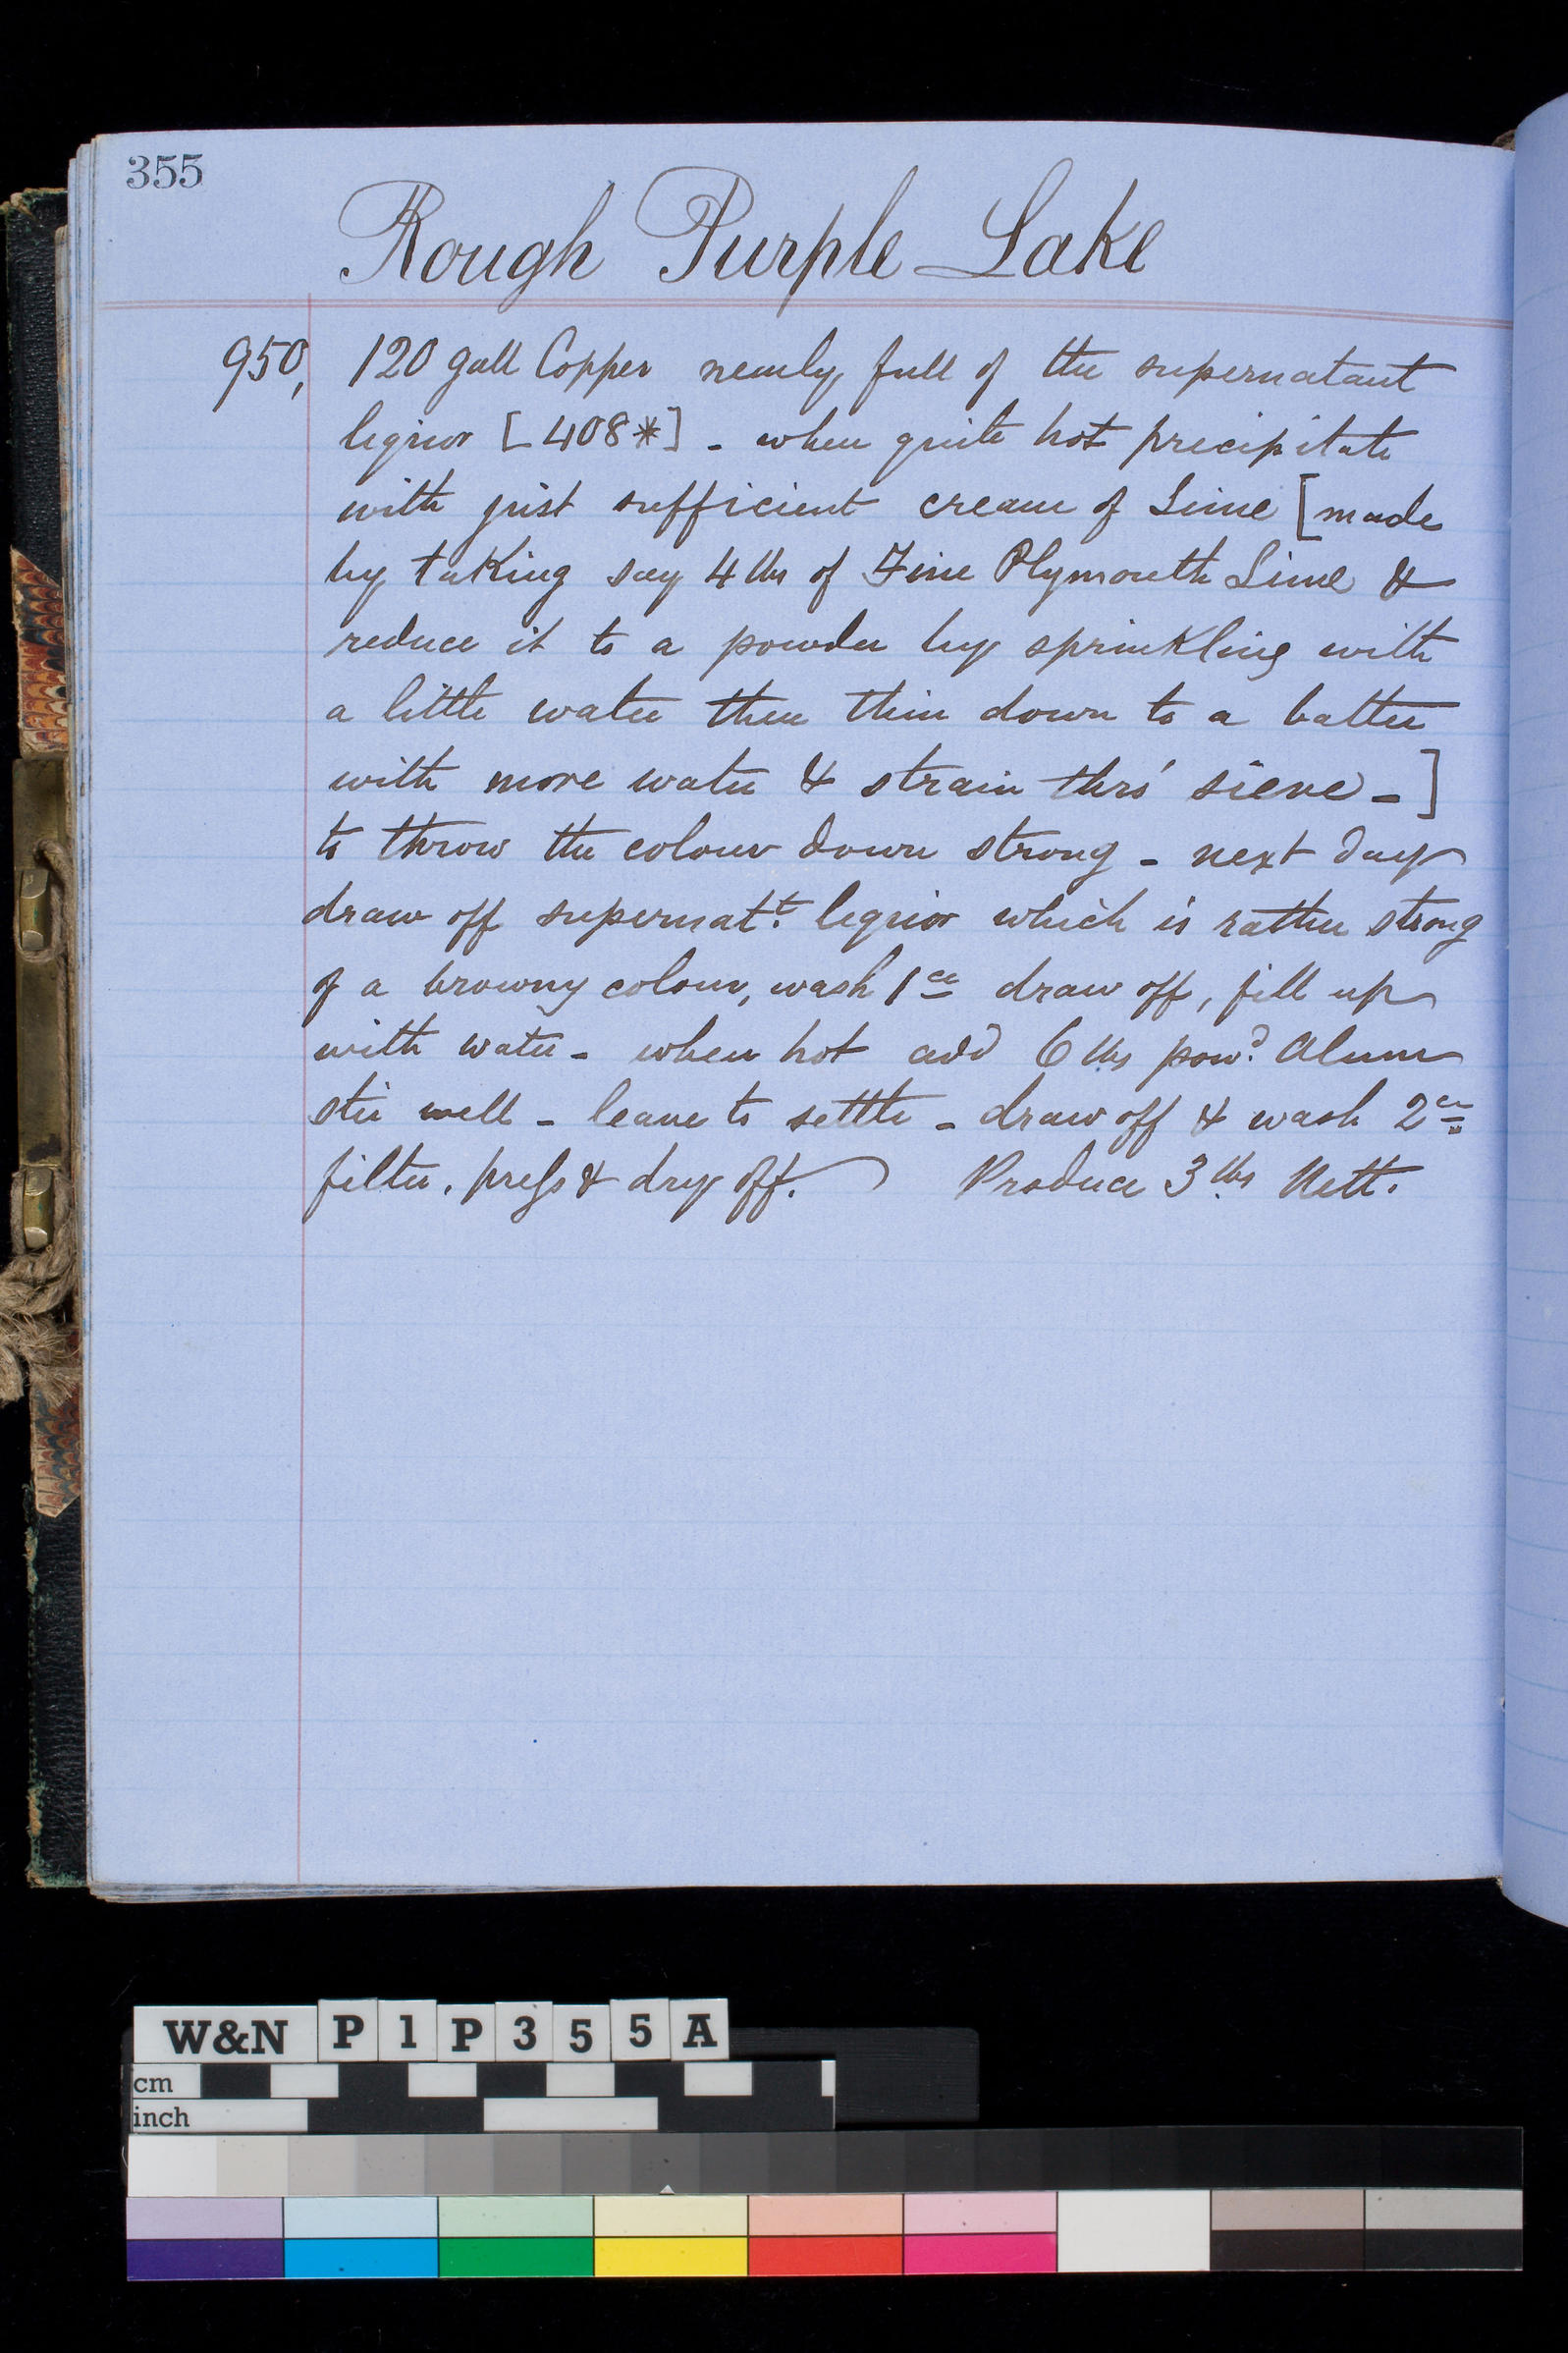 355
Rough Purple Lake
950, 120 gall Copper nearly full of the supernatant
liquor [408*] - when quite hot precipitate
with just sufficient cream of Lime [made
by taking say 4 lbs of Fine Plymouth Lime &
reduce it to a powder by sprinkling with
a little water then thin down to a batter
with more water & strain thro' sieve - ]
to throw the colour down strong - next day
draw off supernatt. liquor which is rather strong
of a browny colour, wash 1ce draw off, fill up
with water - when hot add 6 lbs powd. Alum
stir well - leave to settle - draw off & wash 2ce
filter, press & dry off. Produce 3 lbs Nett.
W&N P1P355A
cm
inch